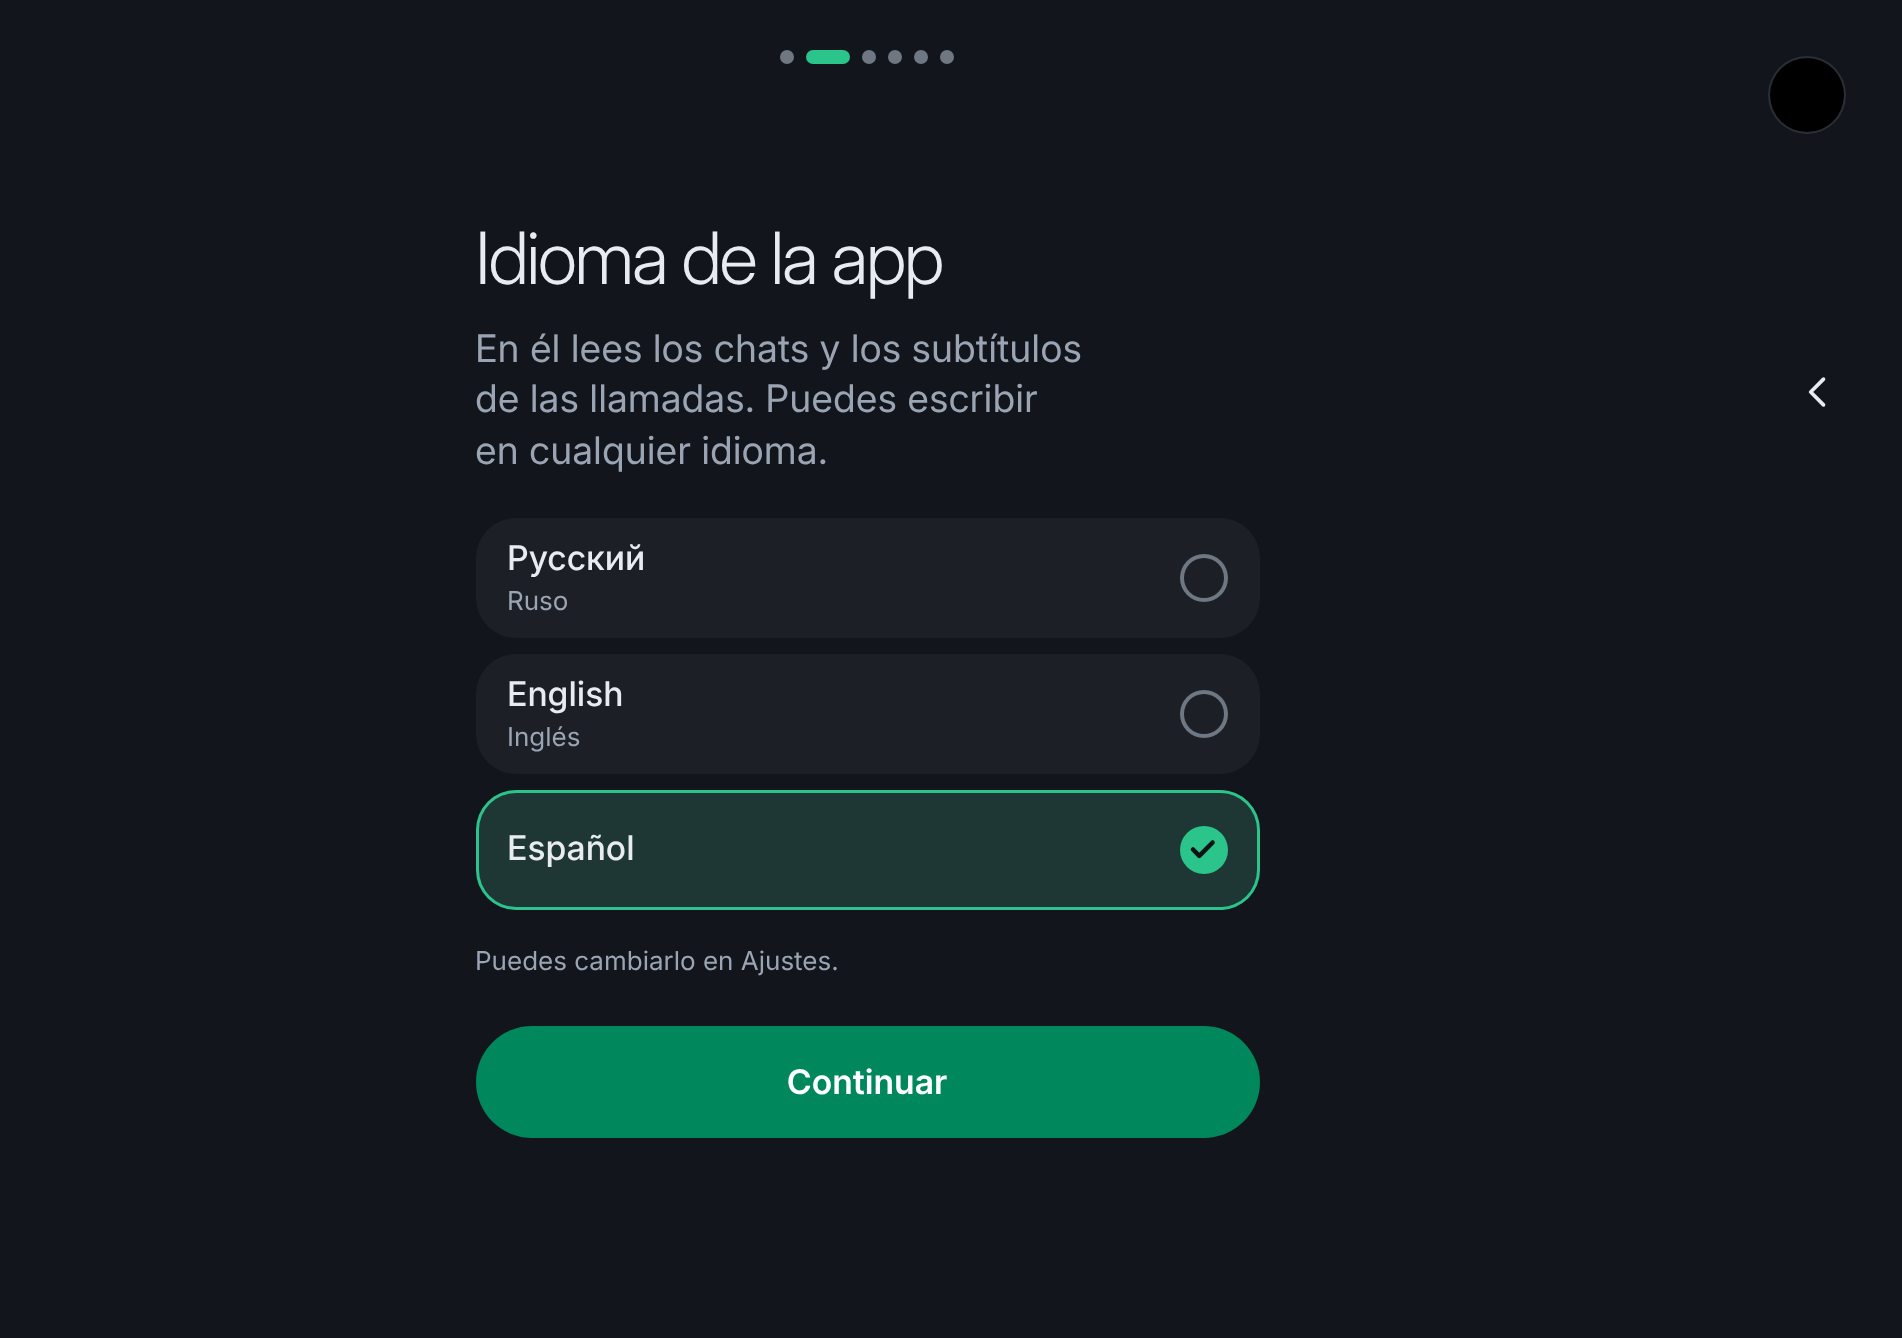 Idioma de la app
En él lees los chats y los subtítulos
de las llamadas. Puedes escribir
en cualquier idioma.
Русский
Ruso
English
Inglés
Español
Puedes cambiarlo en Ajustes.
Continuar